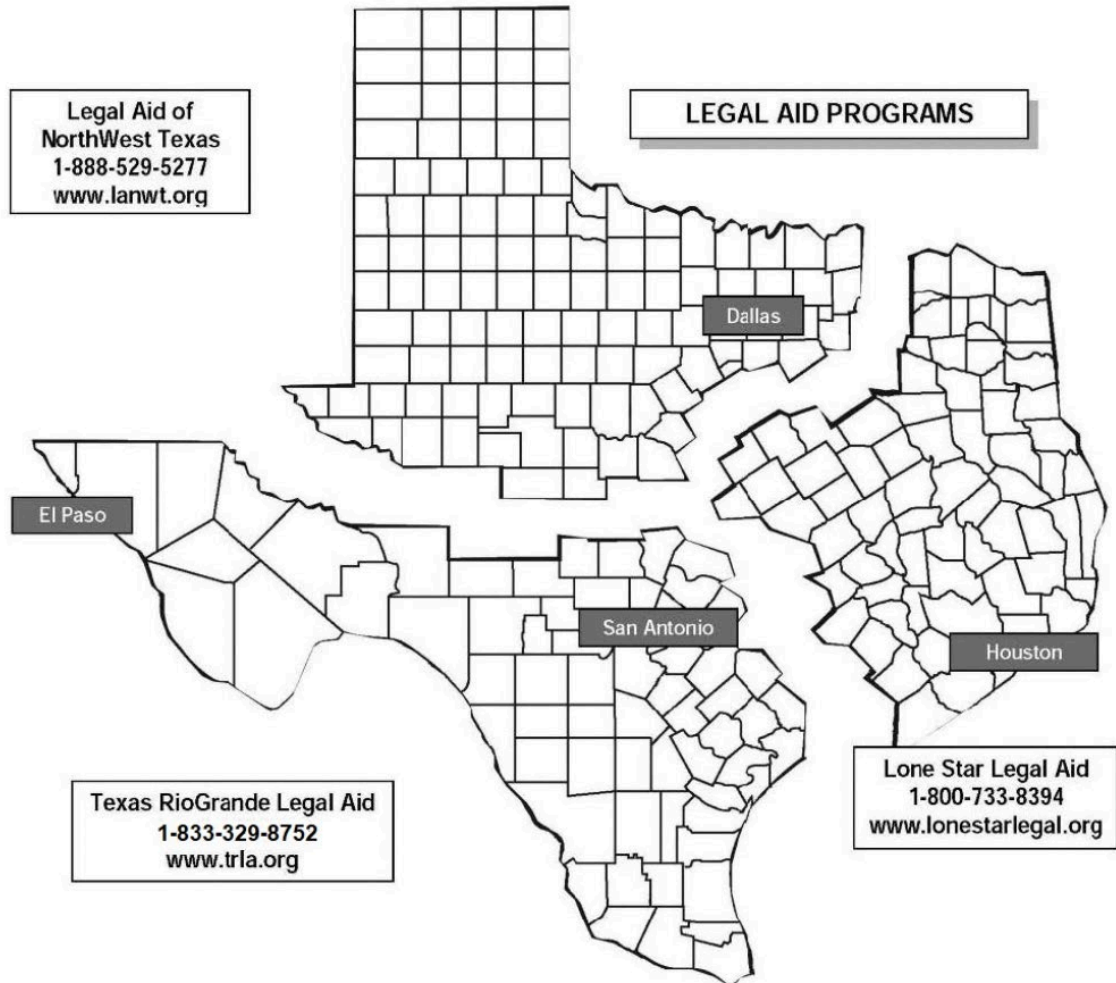 Legal Aid of
NorthWest Texas
1-888-529-5277
www.lanwt.org
LEGAL AID PROGRAMS
Dallas
El Paso
San Antonio
Houston
Texas RioGrande Legal Aid
1-833-329-8752
www.trla.org
Lone Star Legal Aid
1-800-733-8394
www.lonestarlegal.org